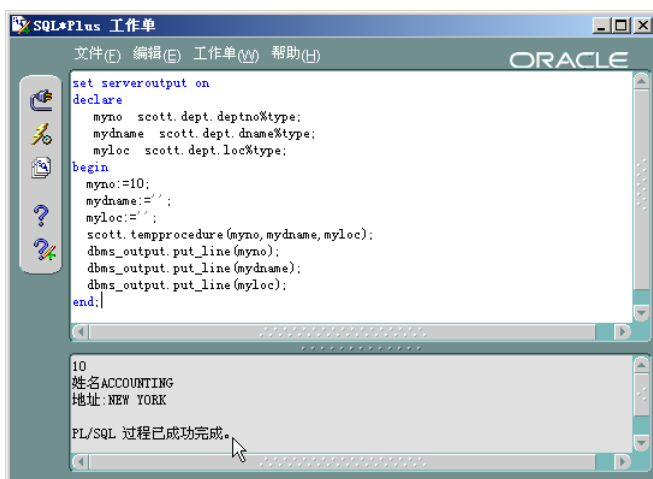 SQL*Plus 工作单
文件(F) 编辑(E) 工作单(W) 帮助(H)
ORACLE
set serveroutput on
declare
myno scott.dept.deptno%type;
mydname scott.dept.dname%type;
myloc scott.dept.loc%type;
begin
myno:=10;
mydname:='';
myloc:='';
scott.tempprocedure(myno,mydname,myloc);
dbms_output.put_line(myno);
dbms_output.put_line(mydname);
dbms_output.put_line(myloc);
end;
10
姓名ACCOUNTING
地址:NEW YORK
PL/SQL 过程已成功完成。